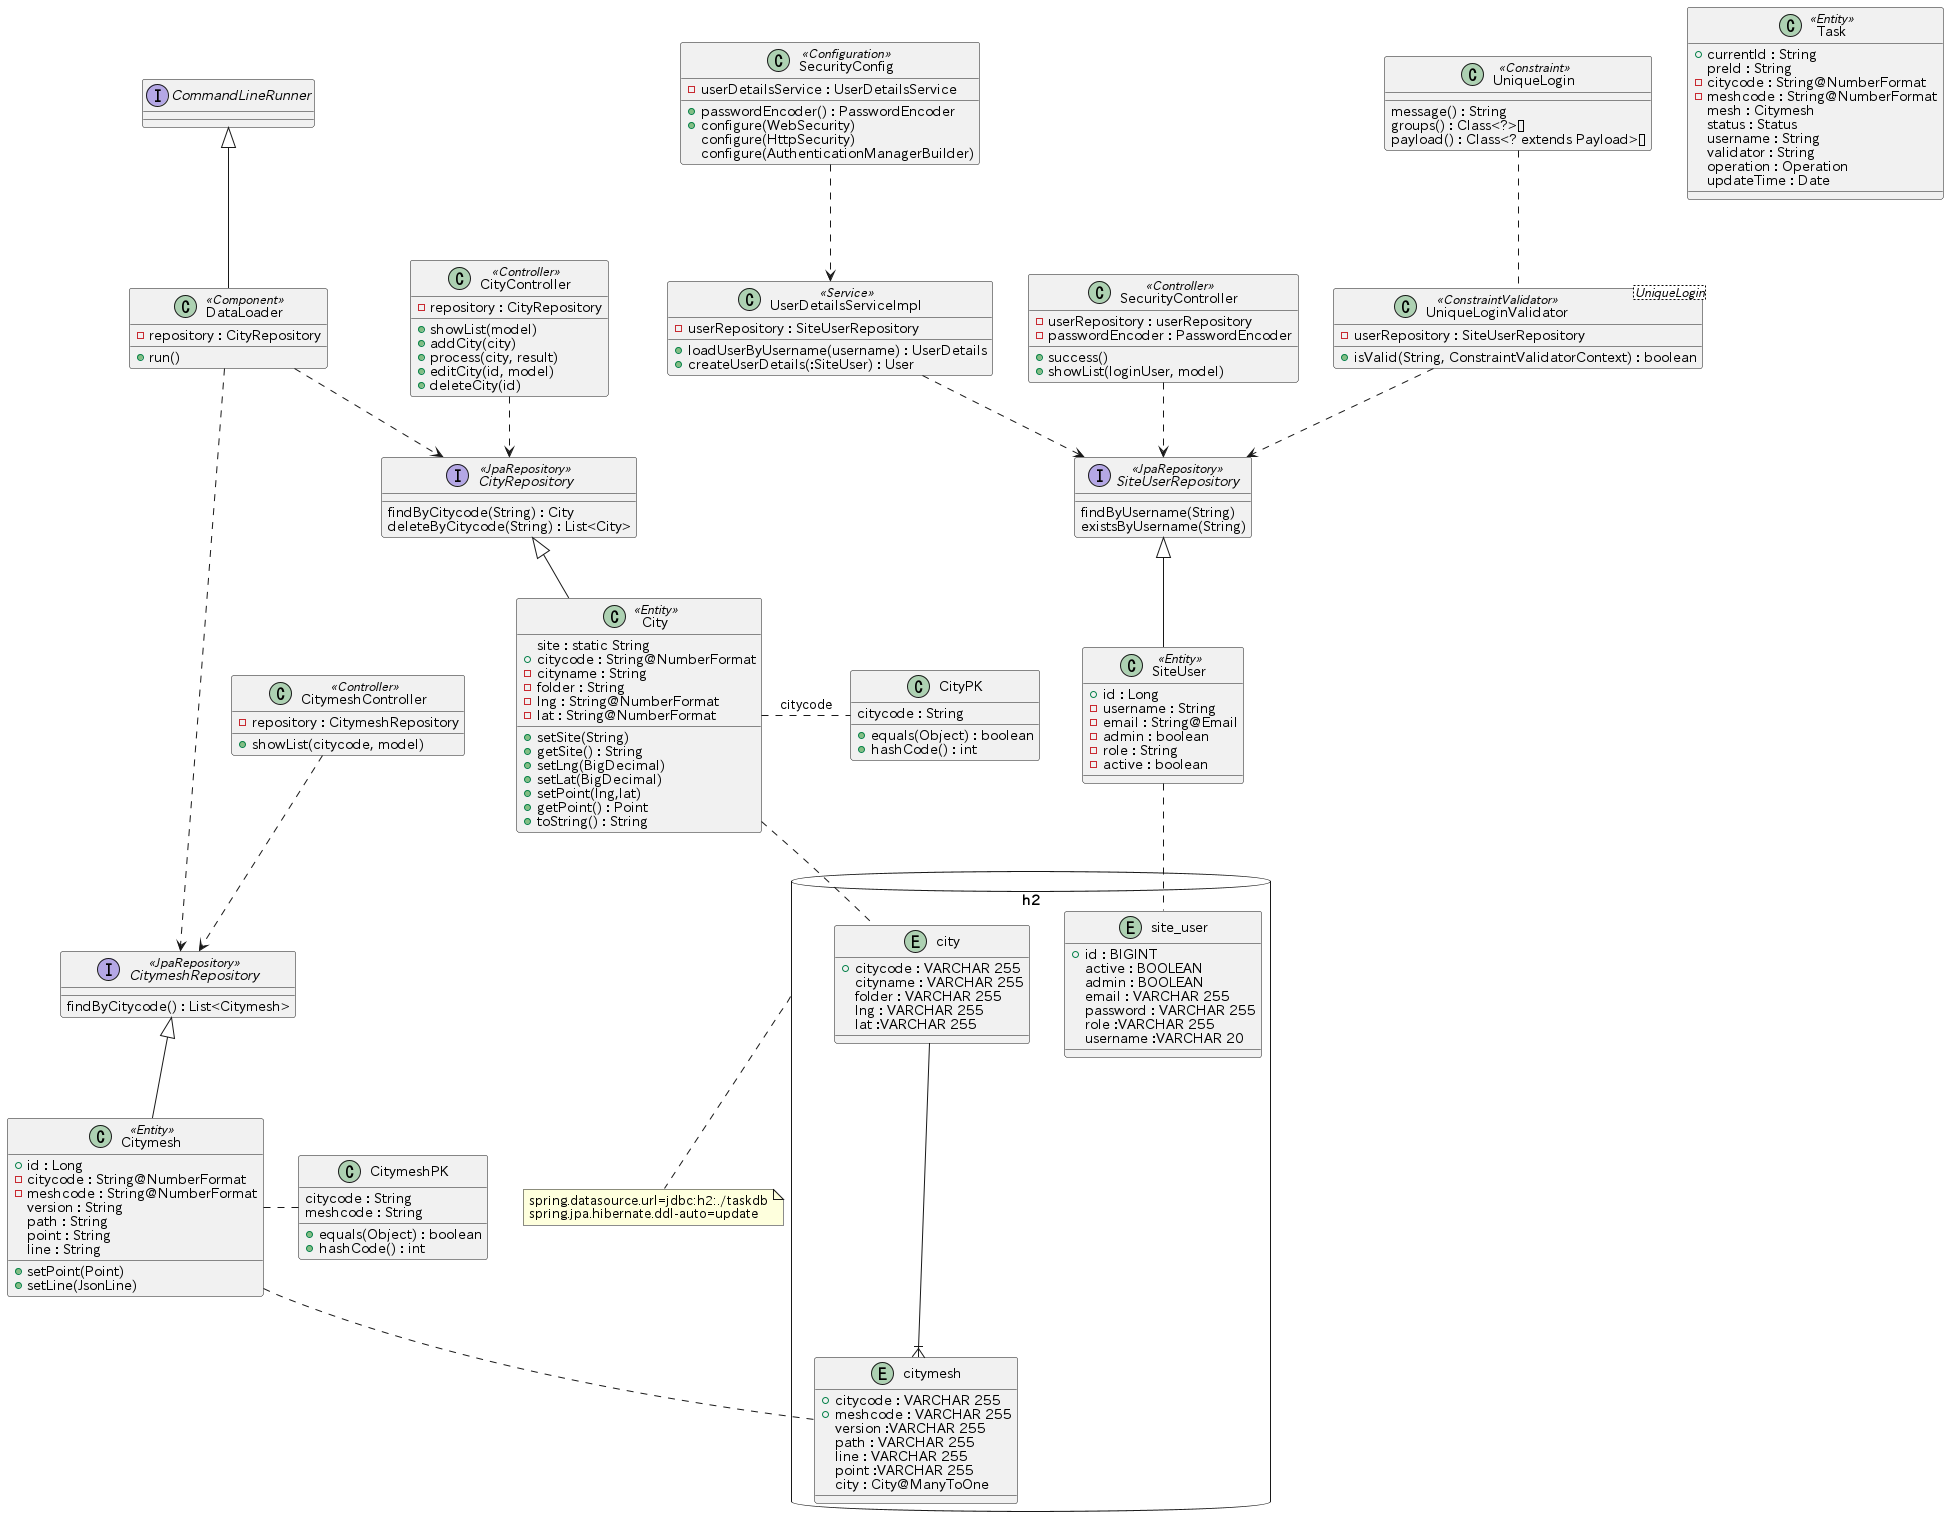 «Entity»
Task
currentId : String
preId : String
citycode : String@NumberFormat
meshcode : String@NumberFormat
mesh : Citymesh
status : Status
username : String
validator : String
operation : Operation
updateTime : Date
«Configuration»
SecurityConfig
userDetailsService : UserDetailsService
passwordEncoder() : PasswordEncoder
configure(WebSecurity)
configure(HttpSecurity)
configure(AuthenticationManagerBuilder)
«Constraint»
UniqueLogin
message() : String
groups() : Class<?>[]
payload() : Class<? extends Payload>[]
CommandLineRunner
«Component»
DataLoader
repository : CityRepository
run()
«Controller»
CityController
repository : CityRepository
showList(model)
addCity(city)
process(city, result)
editCity(id, model)
deleteCity(id)
«Service»
UserDetailsServiceImpl
userRepository : SiteUserRepository
loadUserByUsername(username) : UserDetails
createUserDetails(:SiteUser) : User
«Controller»
SecurityController
userRepository : userRepository
passwordEncoder : PasswordEncoder
success()
showList(loginUser, model)
UniqueLogin
«ConstraintValidator»
UniqueLoginValidator
userRepository : SiteUserRepository
isValid(String, ConstraintValidatorContext) : boolean
«JpaRepository»
CityRepository
findByCitycode(String) : City
deleteByCitycode(String) : List<City>
«JpaRepository»
SiteUserRepository
findByUsername(String)
existsByUsername(String)
«Entity»
City
site : static String
citycode : String@NumberFormat
cityname : String
folder : String
lng : String@NumberFormat
lat : String@NumberFormat
setSite(String)
getSite() : String
setLng(BigDecimal)
setLat(BigDecimal)
setPoint(lng,lat)
getPoint() : Point
toString() : String
citycode
CityPK
citycode : String
equals(Object) : boolean
hashCode() : int
«Entity»
SiteUser
id : Long
username : String
email : String@Email
admin : boolean
role : String
active : boolean
«Controller»
CitymeshController
repository : CitymeshRepository
showList(citycode, model)
h2
city
citycode : VARCHAR 255
cityname : VARCHAR 255
folder : VARCHAR 255
lng : VARCHAR 255
lat :VARCHAR 255
site_user
id : BIGINT
active : BOOLEAN
admin : BOOLEAN
email : VARCHAR 255
password : VARCHAR 255
role :VARCHAR 255
username :VARCHAR 20
«JpaRepository»
CitymeshRepository
findByCitycode() : List<Citymesh>
«Entity»
Citymesh
id : Long
citycode : String@NumberFormat
meshcode : String@NumberFormat
version : String
path : String
point : String
line : String
setPoint(Point)
setLine(JsonLine)
CitymeshPK
citycode : String
meshcode : String
equals(Object) : boolean
hashCode() : int
spring.datasource.url=jdbc:h2:./taskdb
spring.jpa.hibernate.ddl-auto=update
citymesh
citycode : VARCHAR 255
meshcode : VARCHAR 255
version :VARCHAR 255
path : VARCHAR 255
line : VARCHAR 255
point :VARCHAR 255
city : City@ManyToOne